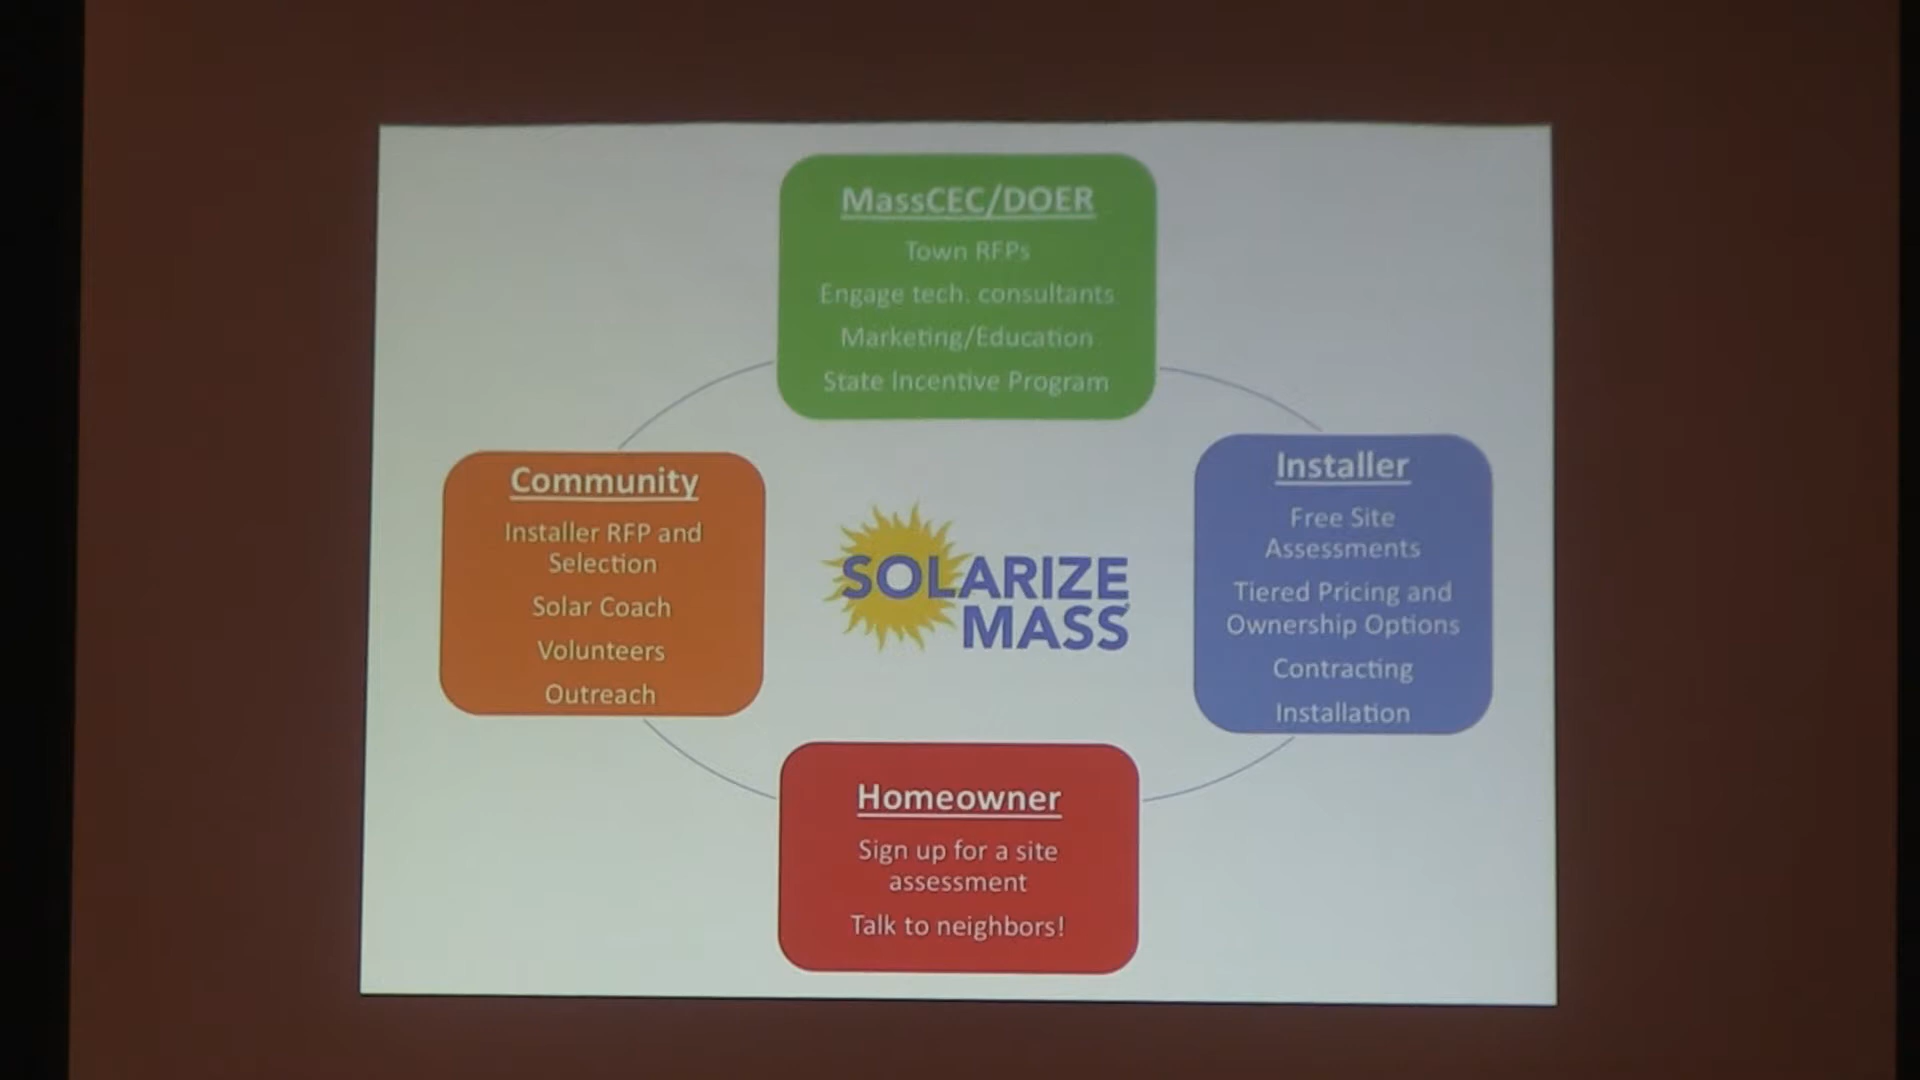 MassCEC/DOER
Town RFPs
Engage tech. consultants
Marketing/Education
State Incentive Program
Community
Installer RFP and
Selection
Solar Coach
Volunteers
Outreach
SOLARIZE
MASS
Installer
Free Site
Assessments
Tiered Pricing and
Ownership Options
Contracting
Installation
Homeowner
Sign up for a site
assessment
Talk to neighbors!